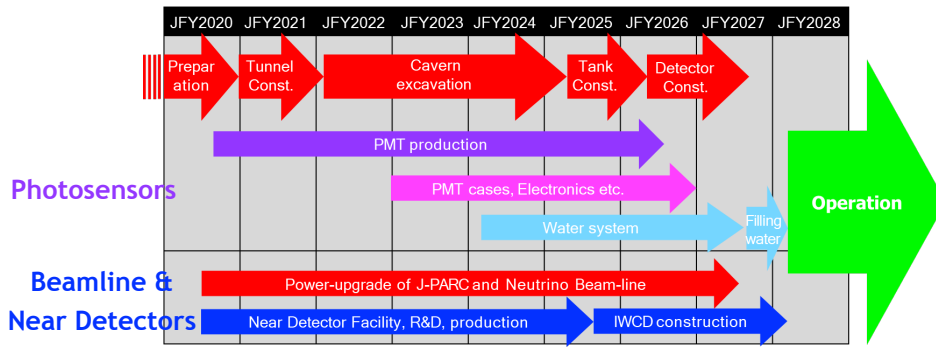 JFY2020 JFY2021 JFY2022 JFY2023 JFY2024 JFY2025 JFY2026 JFY2027 JFY2028
Prepar
ation
Tunnel
Const.
Cavern
excavation
Tank
Const.
Detector
Const.
PMT production
Photosensors
PMT cases, Electronics etc.
Water system
Filling
water
Operation
Beamline &
Near Detectors
Power-upgrade of J-PARC and Neutrino Beam-line
Near Detector Facility, R&D, production
IWCD construction